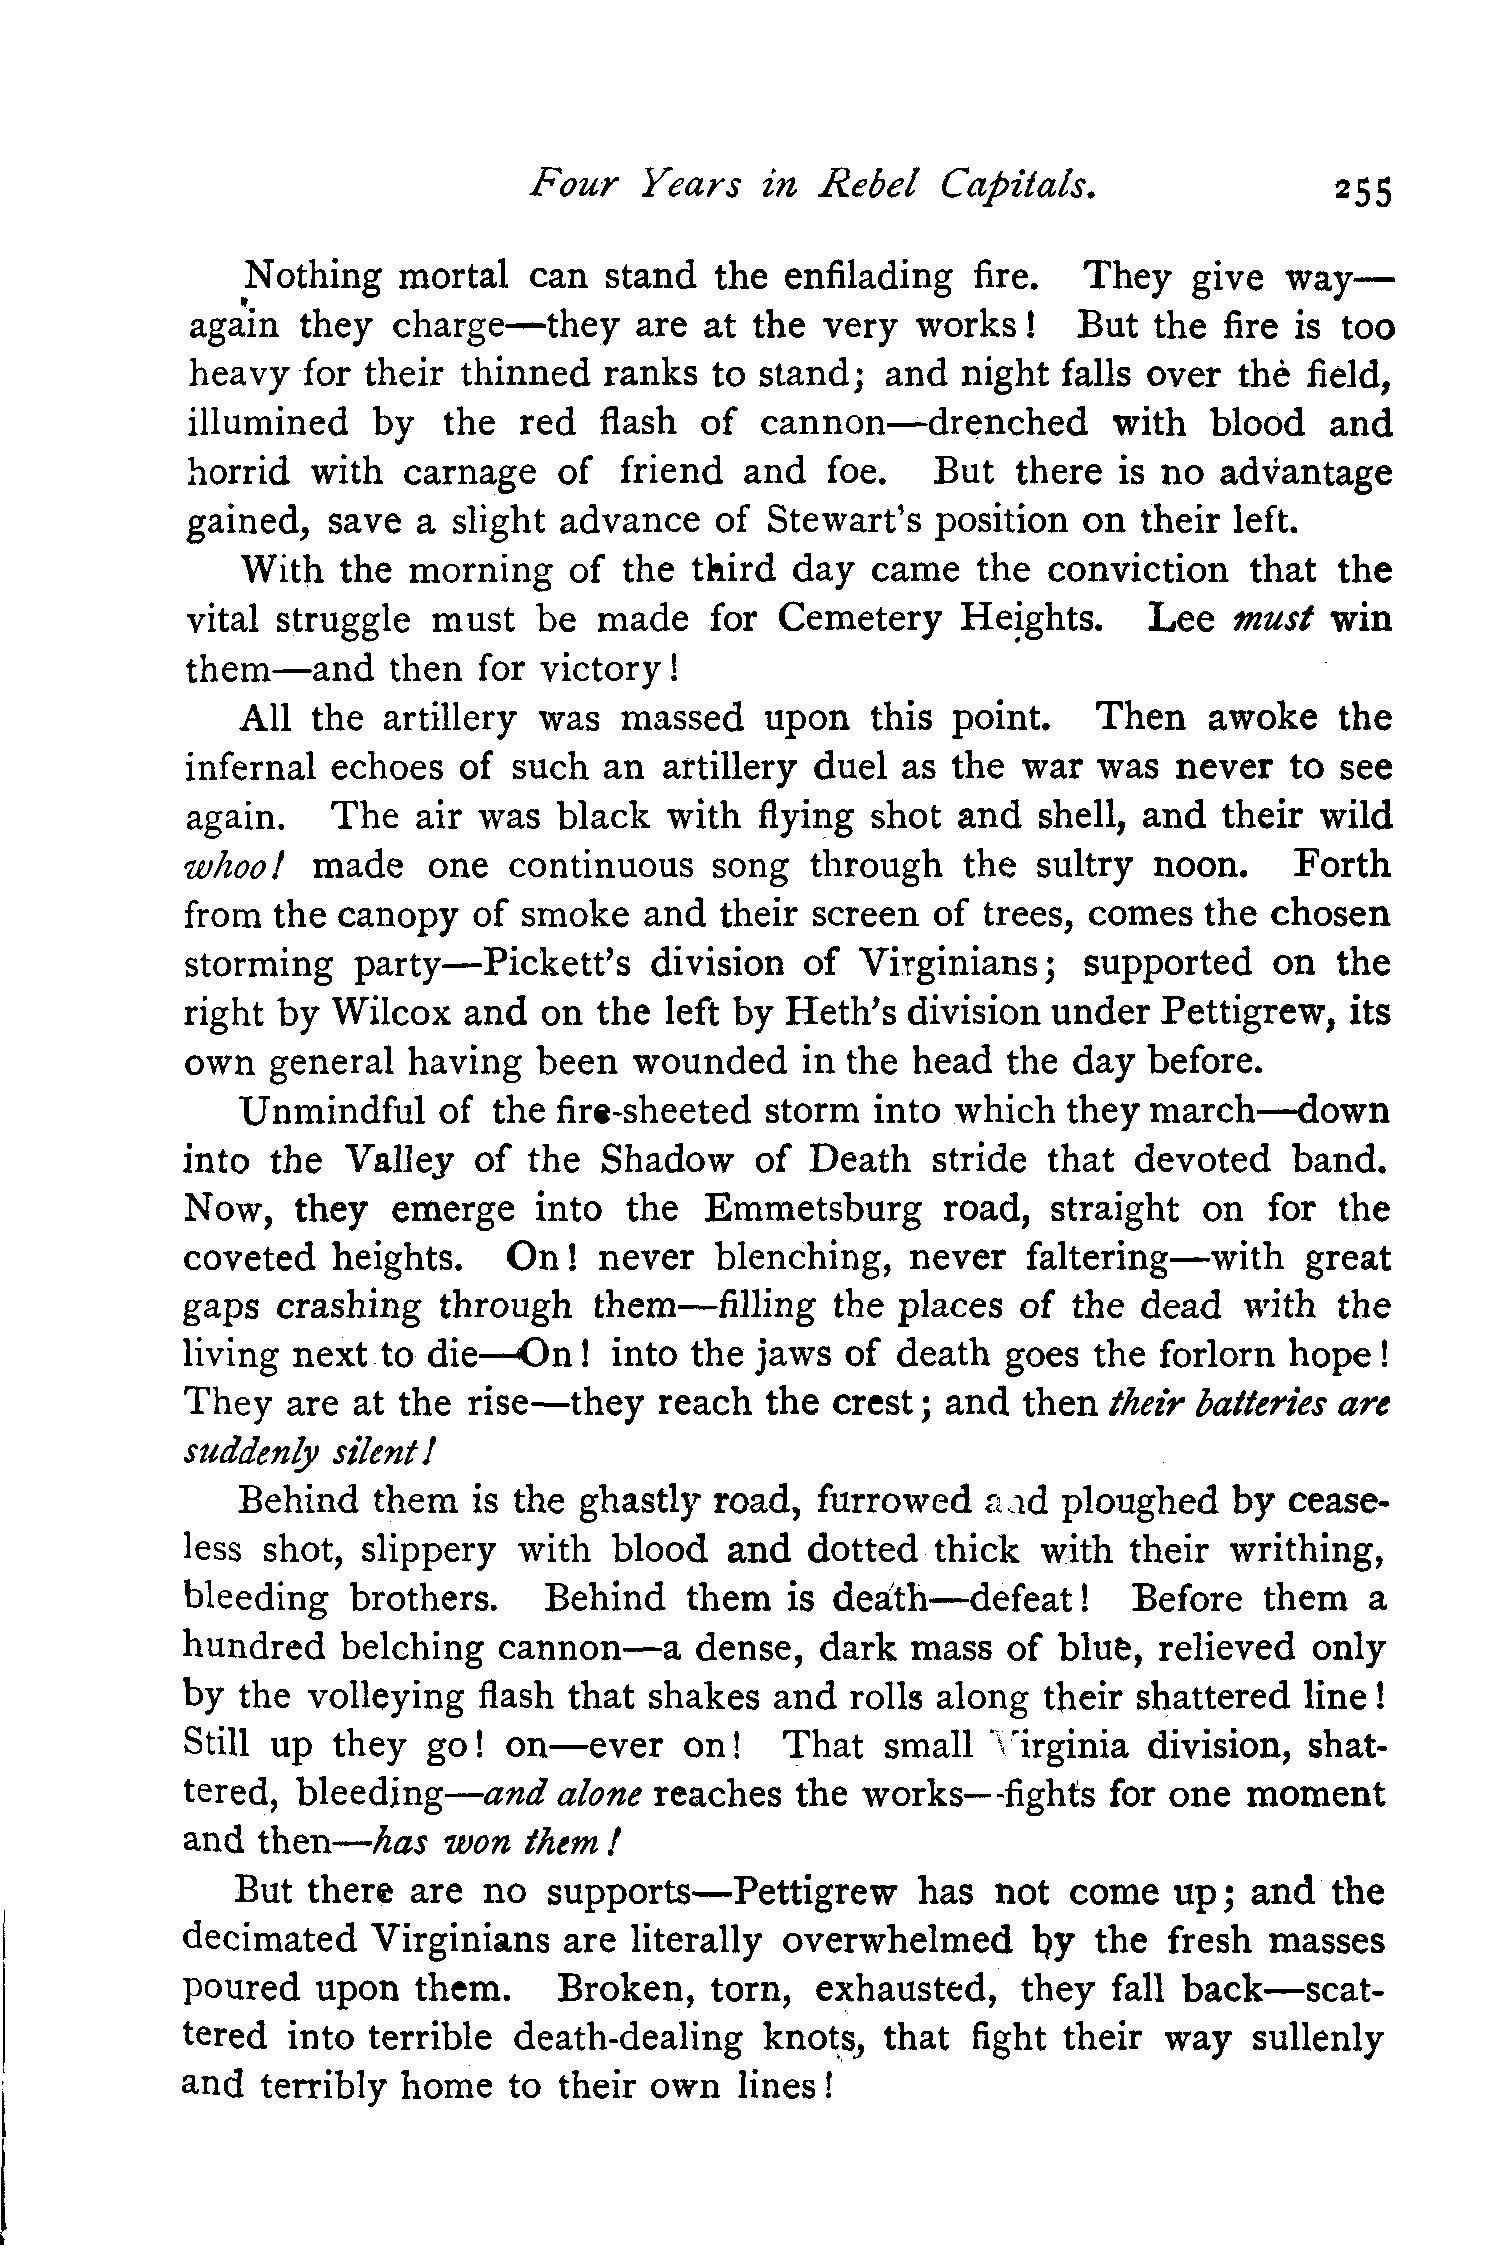 Four Years in Rebel Capitals. 255
Nothing mortal can stand the enfilading fire. They give way—
again they charge—they are at the very works! But the fire is too
heavy for their thinned ranks to stand; and night falls over the field,
illumined by the red flash of cannon—drenched with blood and
horrid with carnage of friend and foe. But there is no advantage
gained, save a slight advance of Stewart's position on their left.
With the morning of the third day came the conviction that the
vital struggle must be made for Cemetery Heights. Lee must win
them—and then for victory!
All the artillery was massed upon this point. Then awoke the
infernal echoes of such an artillery duel as the war was never to see
again. The air was black with flying shot and shell, and their wild
whoo! made one continuous song through the sultry noon. Forth
from the canopy of smoke and their screen of trees, comes the chosen
storming party—Pickett's division of Virginians; supported on the
right by Wilcox and on the left by Heth's division under Pettigrew, its
own general having been wounded in the head the day before.
Unmindful of the fire-sheeted storm into which they march—down
into the Valley of the Shadow of Death stride that devoted band.
Now, they emerge into the Emmetsburg road, straight on for the
coveted heights. On! never blenching, never faltering—with great
gaps crashing through them—filling the places of the dead with the
living next to die—On! into the jaws of death goes the forlorn hope!
They are at the rise—they reach the crest; and then their batteries are
suddenly silent!
Behind them is the ghastly road, furrowed and ploughed by cease-
less shot, slippery with blood and dotted thick with their writhing,
bleeding brothers. Behind them is death—defeat! Before them a
hundred belching cannon—a dense, dark mass of blue, relieved only
by the volleying flash that shakes and rolls along their shattered line!
Still up they go! on—ever on! That small Virginia division, shat-
tered, bleeding—and alone reaches the works—fights for one moment
and then—has won them!
But there are no supports—Pettigrew has not come up; and the
decimated Virginians are literally overwhelmed by the fresh masses
poured upon them. Broken, torn, exhausted, they fall back—scat-
tered into terrible death-dealing knots, that fight their way sullenly
and terribly home to their own lines!